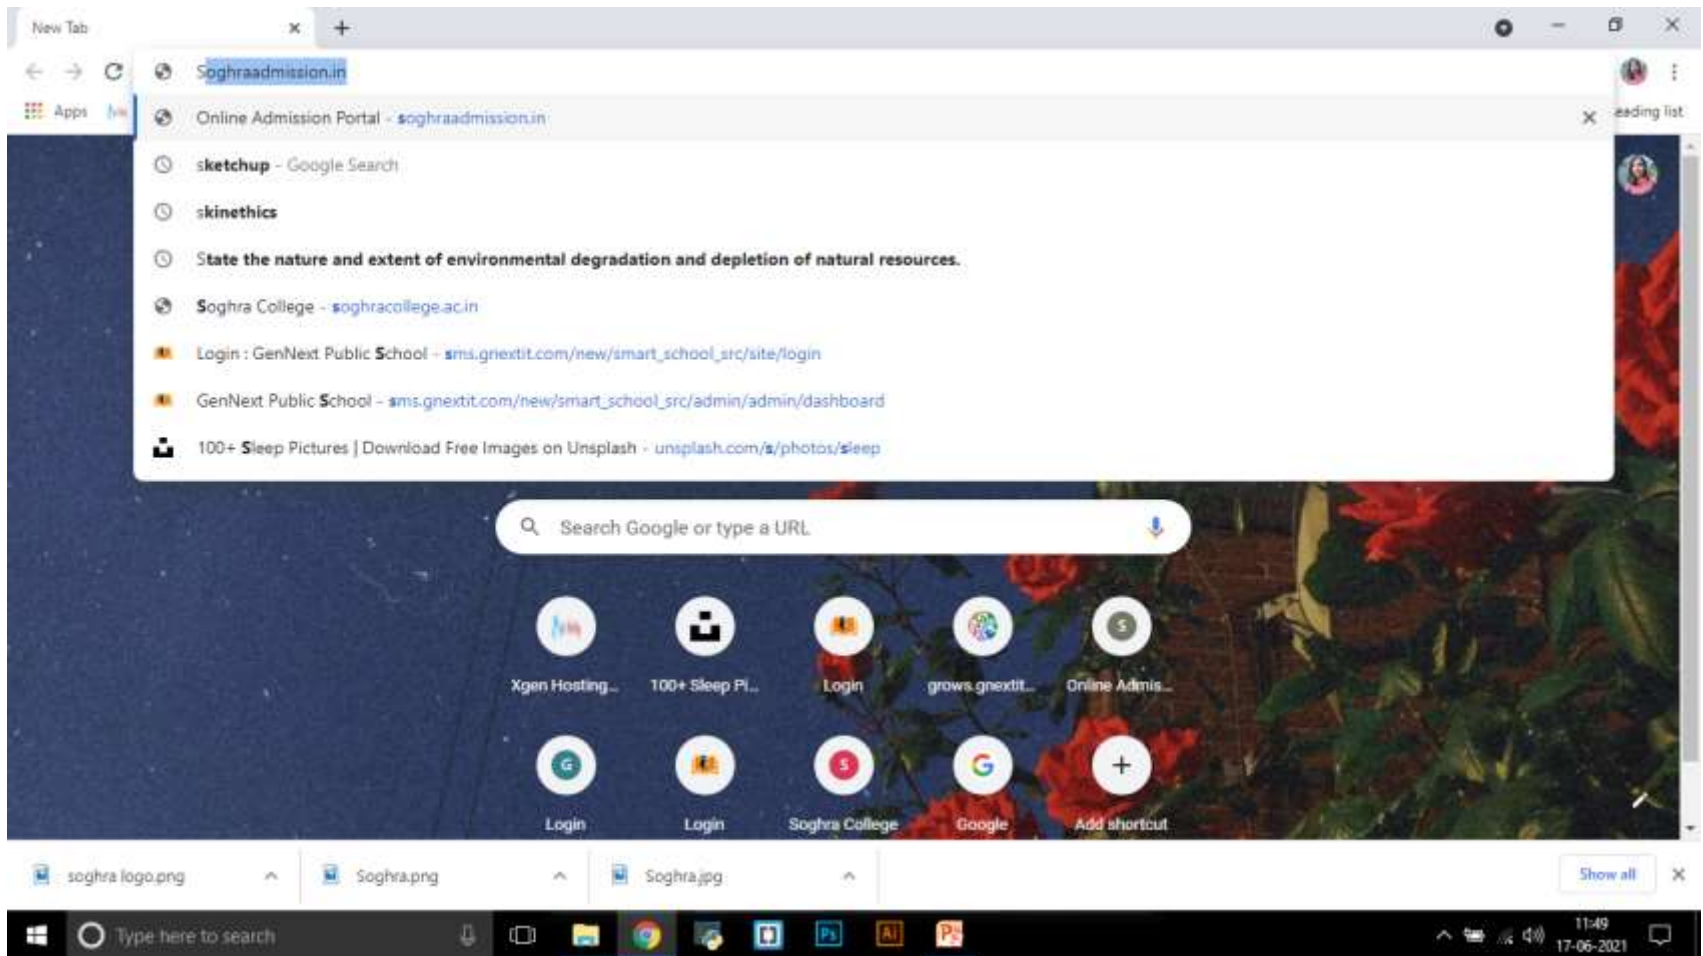 New Tab
Soghraadmission.in
Apps
eading list
Online Admission Portal - soghraadmission.in
sketchup - Google Search
skinethics
State the nature and extent of environmental degradation and depletion of natural resources.
Soghra College - soghracollege.ac.in
Login : GenNext Public School - sms.gnextit.com/new/smart_school_src/site/login
GenNext Public School - sms.gnextit.com/new/smart_school_src/admin/admin/dashboard
100+ Sleep Pictures | Download Free Images on Unsplash - unsplash.com/s/photos/sleep
Search Google or type a URL
Xgen Hosting... 100+ Sleep Pi... Login grows.gnextit... Online Admis...
S
G S
Login Login Soghra College Google Add shortcut
soghra logo.png Soghra.png Soghra.jpg Show all
Type here to search Ps Ai P 11:49
17-06-2021